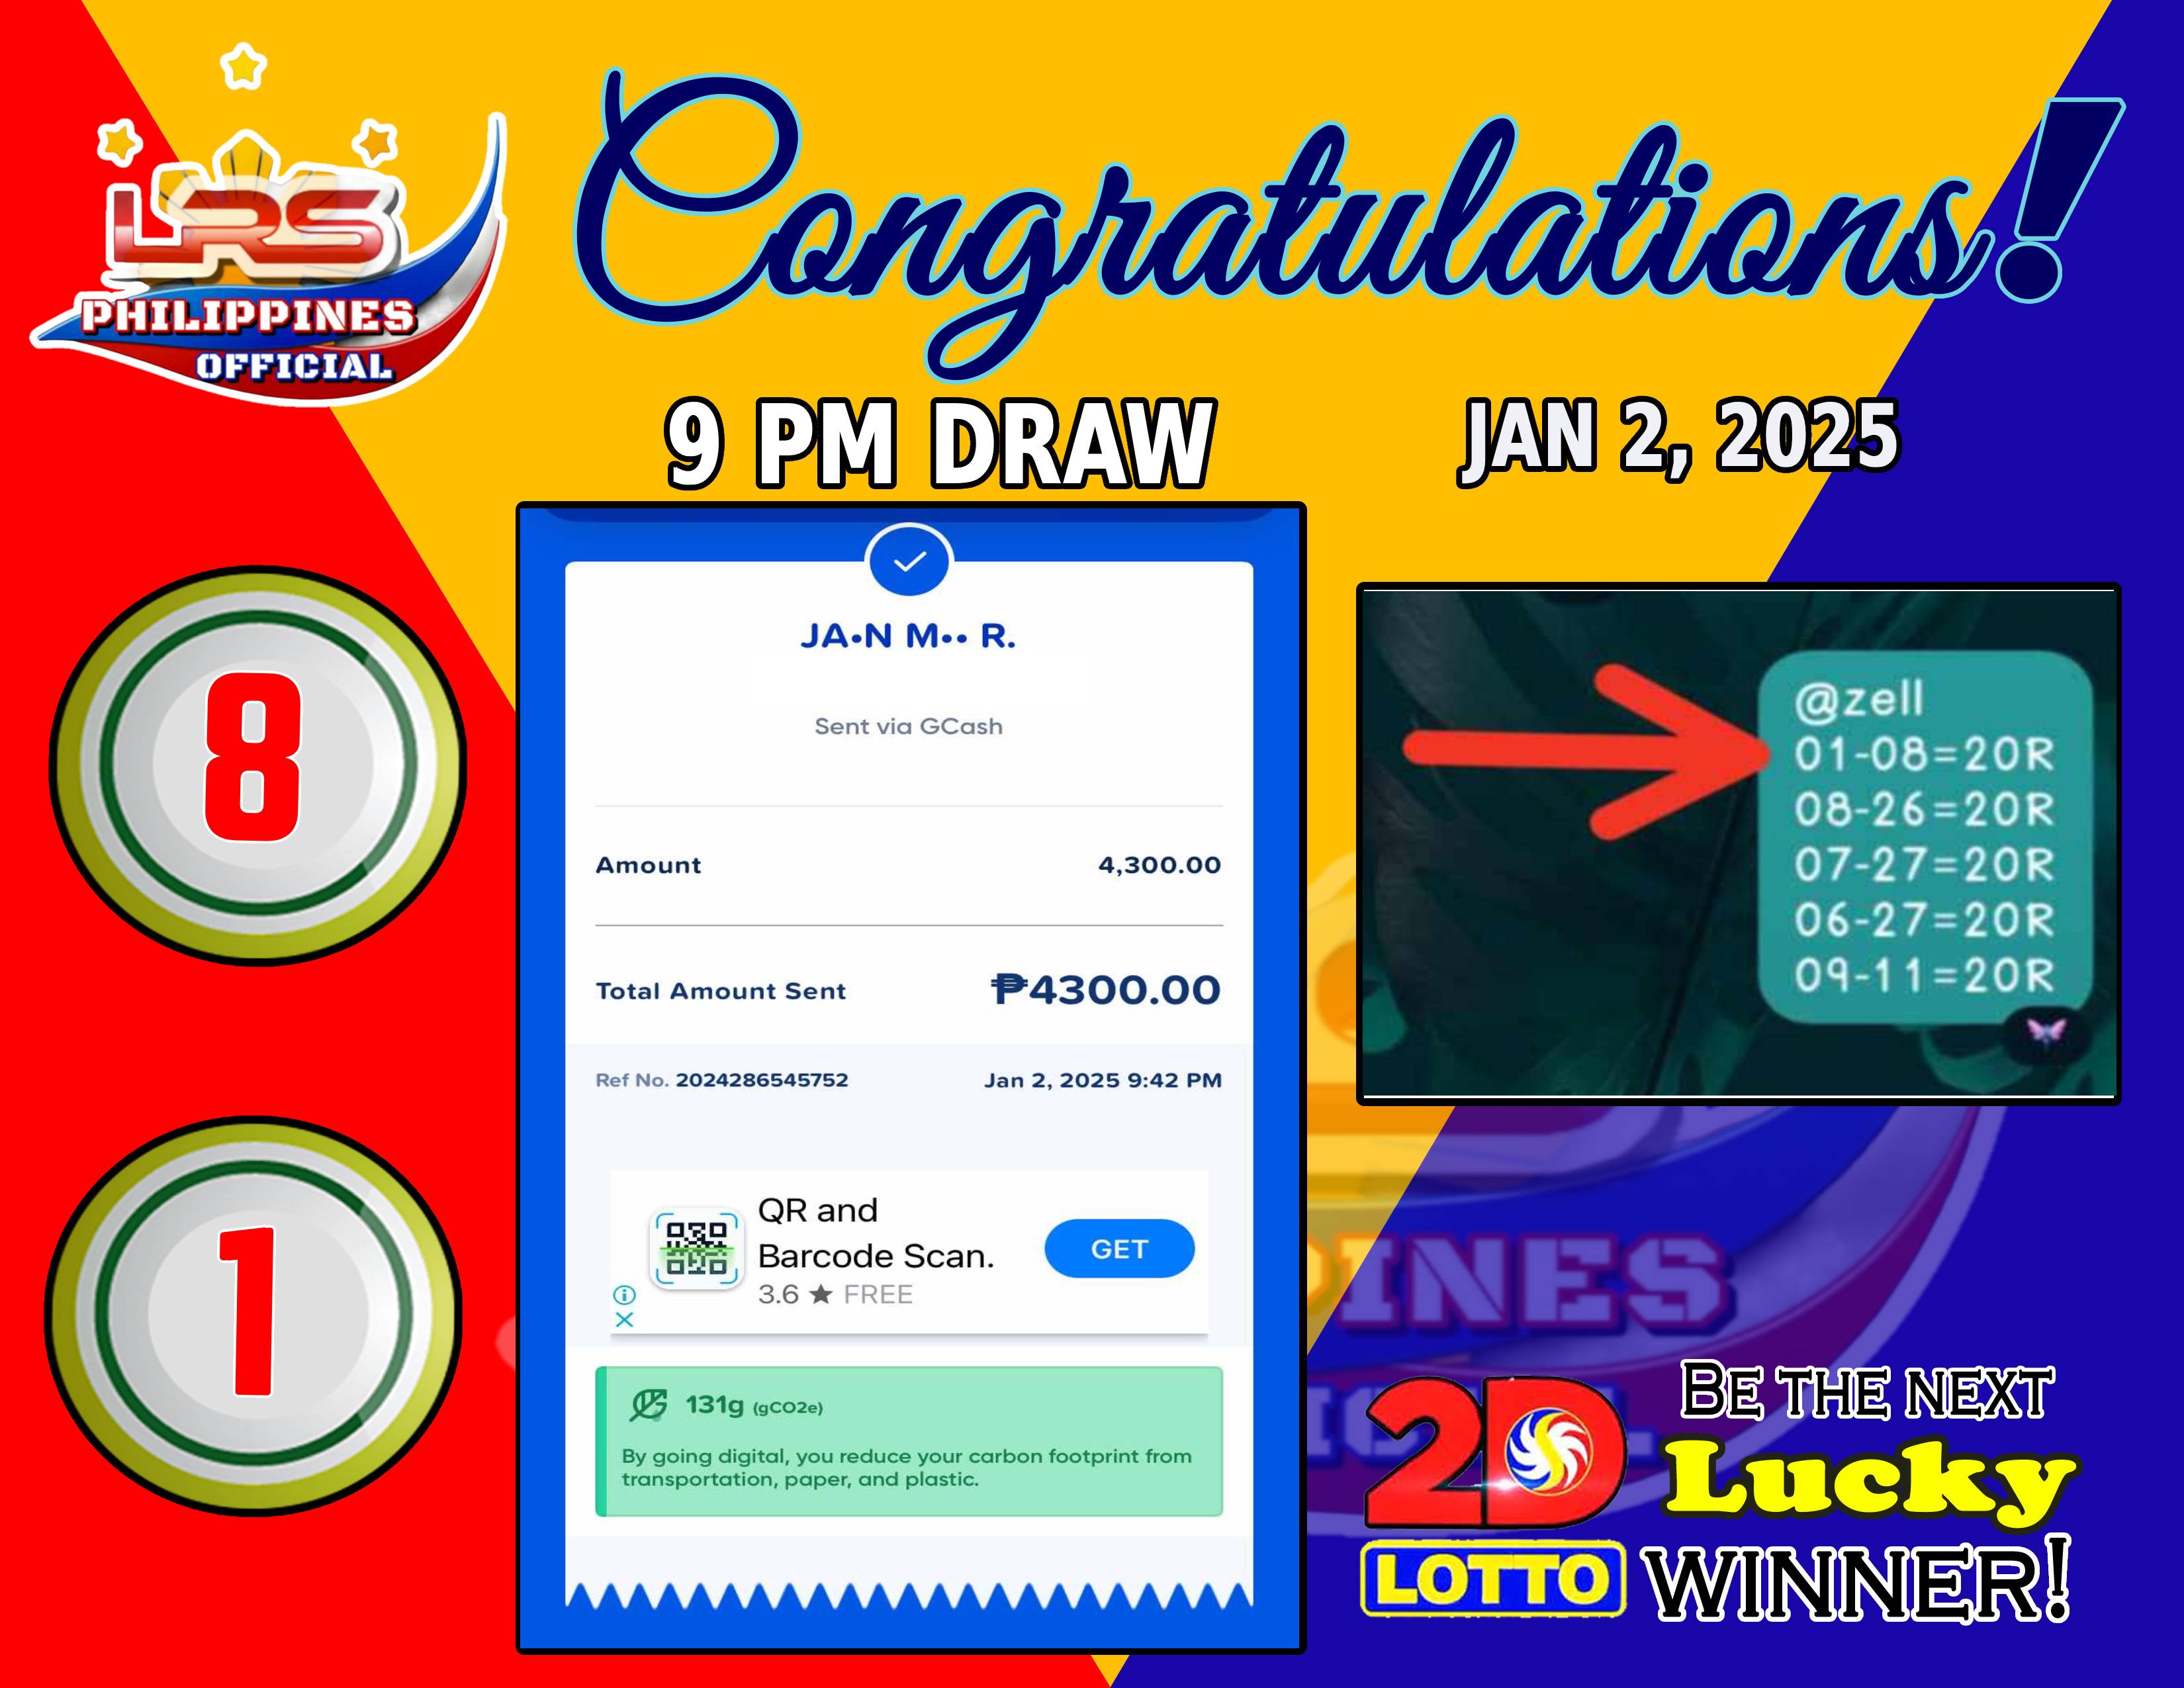 LRS
PHILIPPINES
OFFICIAL
Congratulations!
9 PM DRAW
JAN 2, 2025
8
1
JA•N M•• R.
Sent via GCash
Amount 4,300.00
Total Amount Sent ₱4300.00
Ref No. 2024286545752 Jan 2, 2025 9:42 PM
QR and
Barcode Scan.
3.6 ★ FREE
GET
131g (gCO2e)
By going digital, you reduce your carbon footprint from
transportation, paper, and plastic.
@zell
01-08=20R
08-26=20R
07-27=20R
06-27=20R
09-11=20R
PINES
2D
LOTTO
BE THE NEXT
Lucky
WINNER!